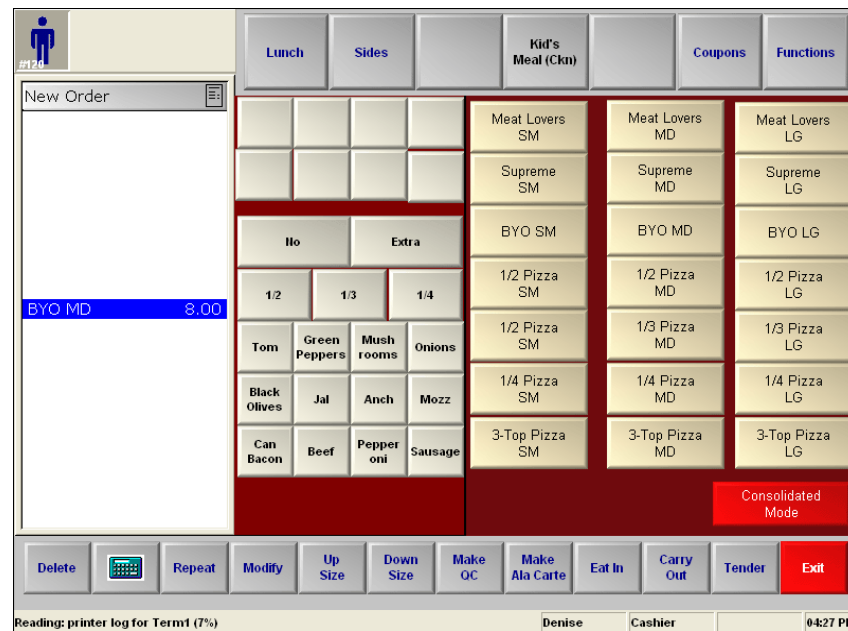 #120
Lunch
Sides
Kid's
Meal (Ckn)
Coupons
Functions
New Order
BYO MD 8.00
No
Extra
1/2
1/3
1/4
Tom
Green
Peppers
Mush
rooms
Onions
Black
Olives
Jal
Anch
Mozz
Can
Bacon
Beef
Pepper
oni
Sausage
Meat Lovers
SM
Meat Lovers
MD
Meat Lovers
LG
Supreme
SM
Supreme
MD
Supreme
LG
BYO SM
BYO MD
BYO LG
1/2 Pizza
SM
1/2 Pizza
MD
1/2 Pizza
LG
1/2 Pizza
SM
1/3 Pizza
MD
1/3 Pizza
LG
1/4 Pizza
SM
1/4 Pizza
MD
1/4 Pizza
LG
3-Top Pizza
SM
3-Top Pizza
MD
3-Top Pizza
LG
Consolidated
Mode
Delete
Repeat
Modify
Up
Size
Down
Size
Make
QC
Make
Ala Carte
Eat In
Carry
Out
Tender
Exit
Reading: printer log for Term1 (7%)
Denise
Cashier
04:27 P